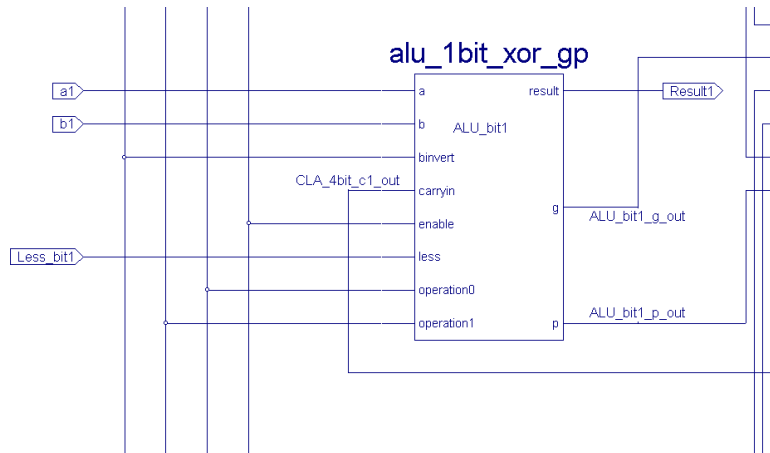 alu_1bit_xor_gp
a1
a
result
Result1
b1
b
ALU_bit1
binvert
CLA_4bit_c1_out
carryin
g
ALU_bit1_g_out
enable
Less_bit1
less
operation0
operation1
p
ALU_bit1_p_out